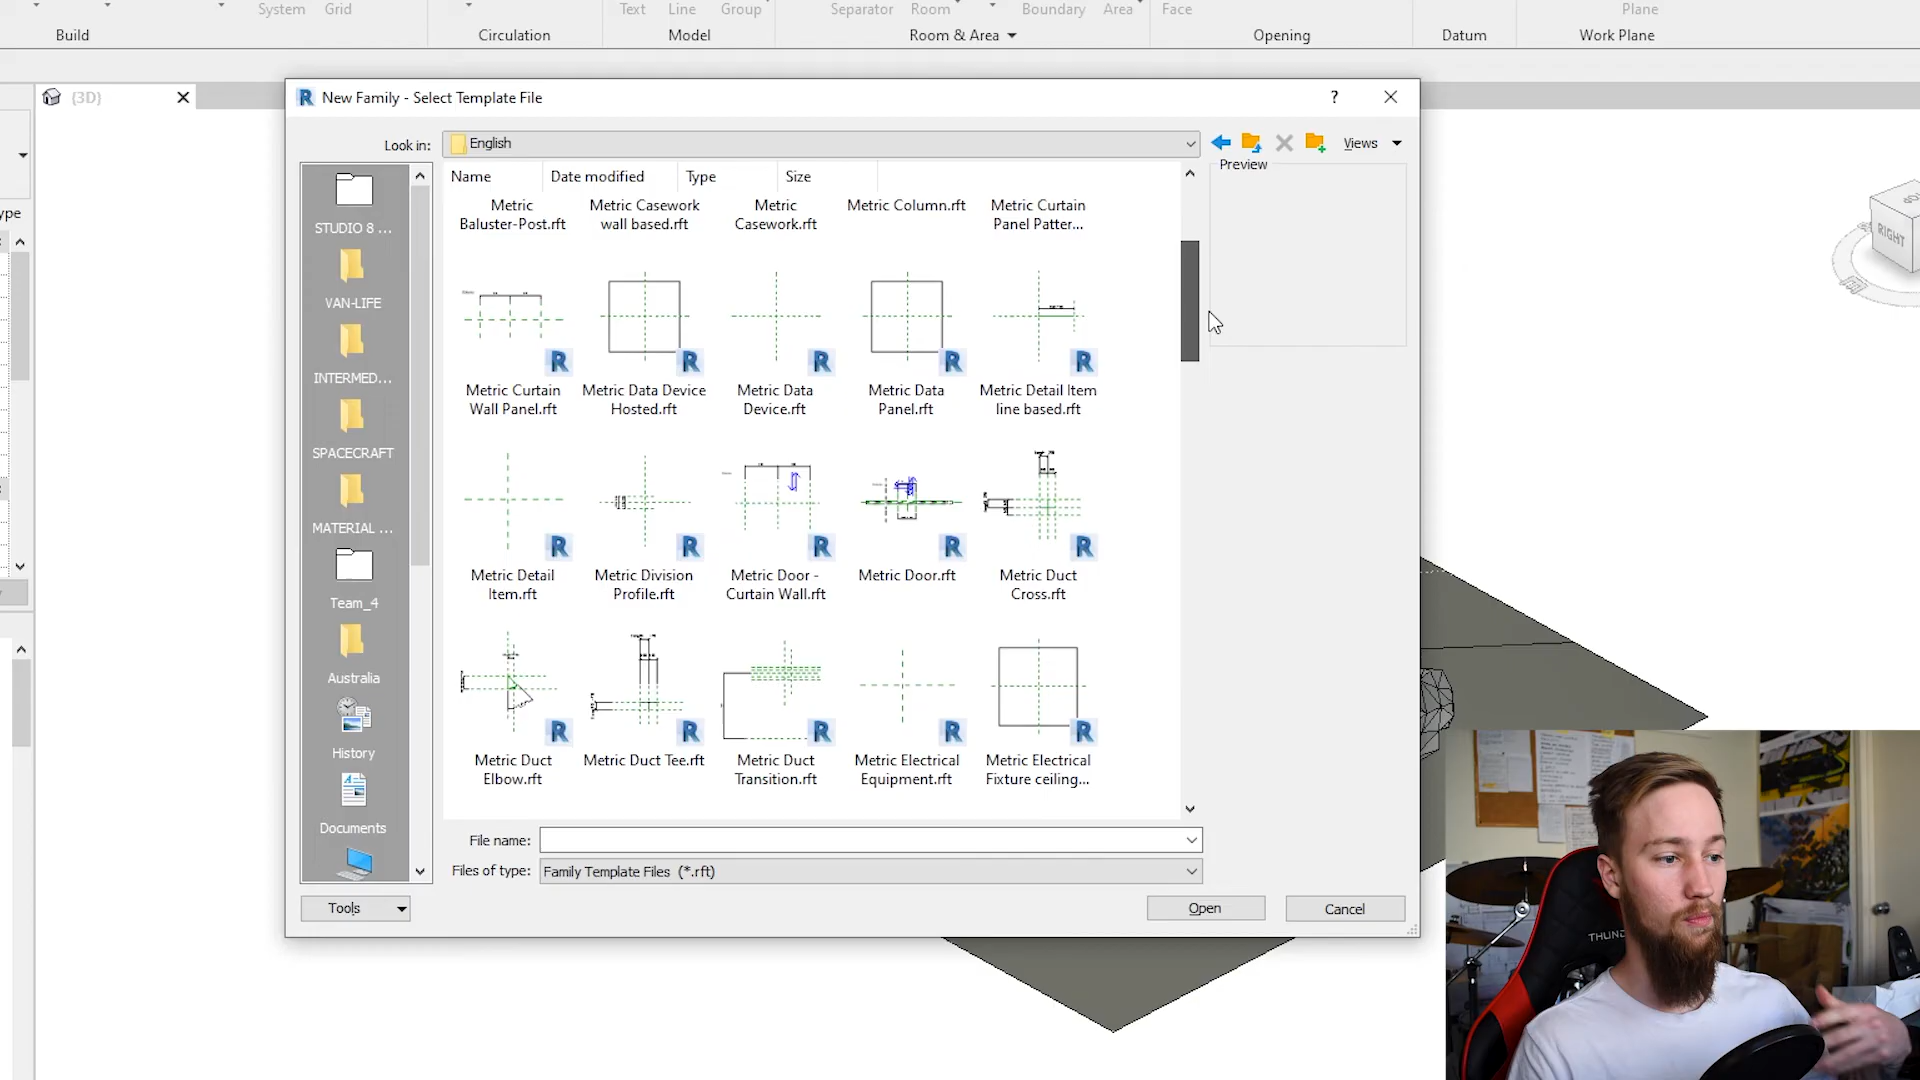 System Grid
Text Line Group
Separator Room Boundary Area Face
Plane
Build
Circulation
Model
Room & Area
Opening
Datum
Work Plane
(3D)
New Family - Select Template File
?
Look in:
English
Views
Preview
Name Date modified Type Size
STUDIO 8 ...
VAN-LIFE
INTERMED...
SPACECRAFT
MATERIAL ...
Team_4
Australia
History
Documents
Metric
Baluster-Post.rft
Metric Casework
wall based.rft
Metric
Casework.rft
Metric Column.rft
Metric Curtain
Panel Patter...
Metric Curtain
Wall Panel.rft
Metric Data Device
Hosted.rft
Metric Data
Device.rft
Metric Data
Panel.rft
Metric Detail Item
line based.rft
Metric Detail
Item.rft
Metric Division
Profile.rft
Metric Door -
Curtain Wall.rft
Metric Door.rft
Metric Duct
Cross.rft
Metric Duct
Elbow.rft
Metric Duct Tee.rft
Metric Duct
Transition.rft
Metric Electrical
Equipment.rft
Metric Electrical
Fixture ceiling...
File name:
Files of type:
Family Template Files (*.rft)
Tools
Open
Cancel
ype
RIGHT
THUND